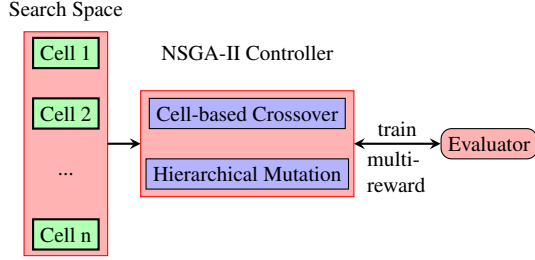 Search Space
Cell 1
Cell 2
...
Cell n
NSGA-II Controller
Cell-based Crossover
Hierarchical Mutation
train
multi-
reward
Evaluator